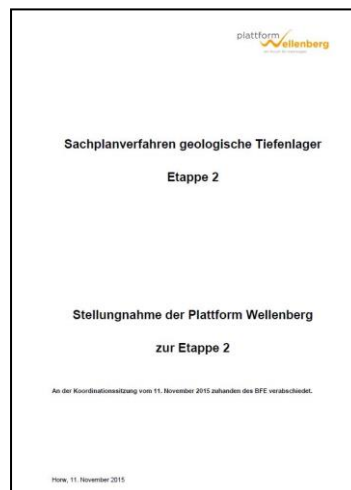 plattform
Wellenberg
Sachplanverfahren geologische Tiefenlager
Etappe 2
Stellungnahme der Plattform Wellenberg
zur Etappe 2
An der Koordinationssitzung vom 11. November 2015 zuhanden des BFE verabschiedet.
Horw, 11. November 2015